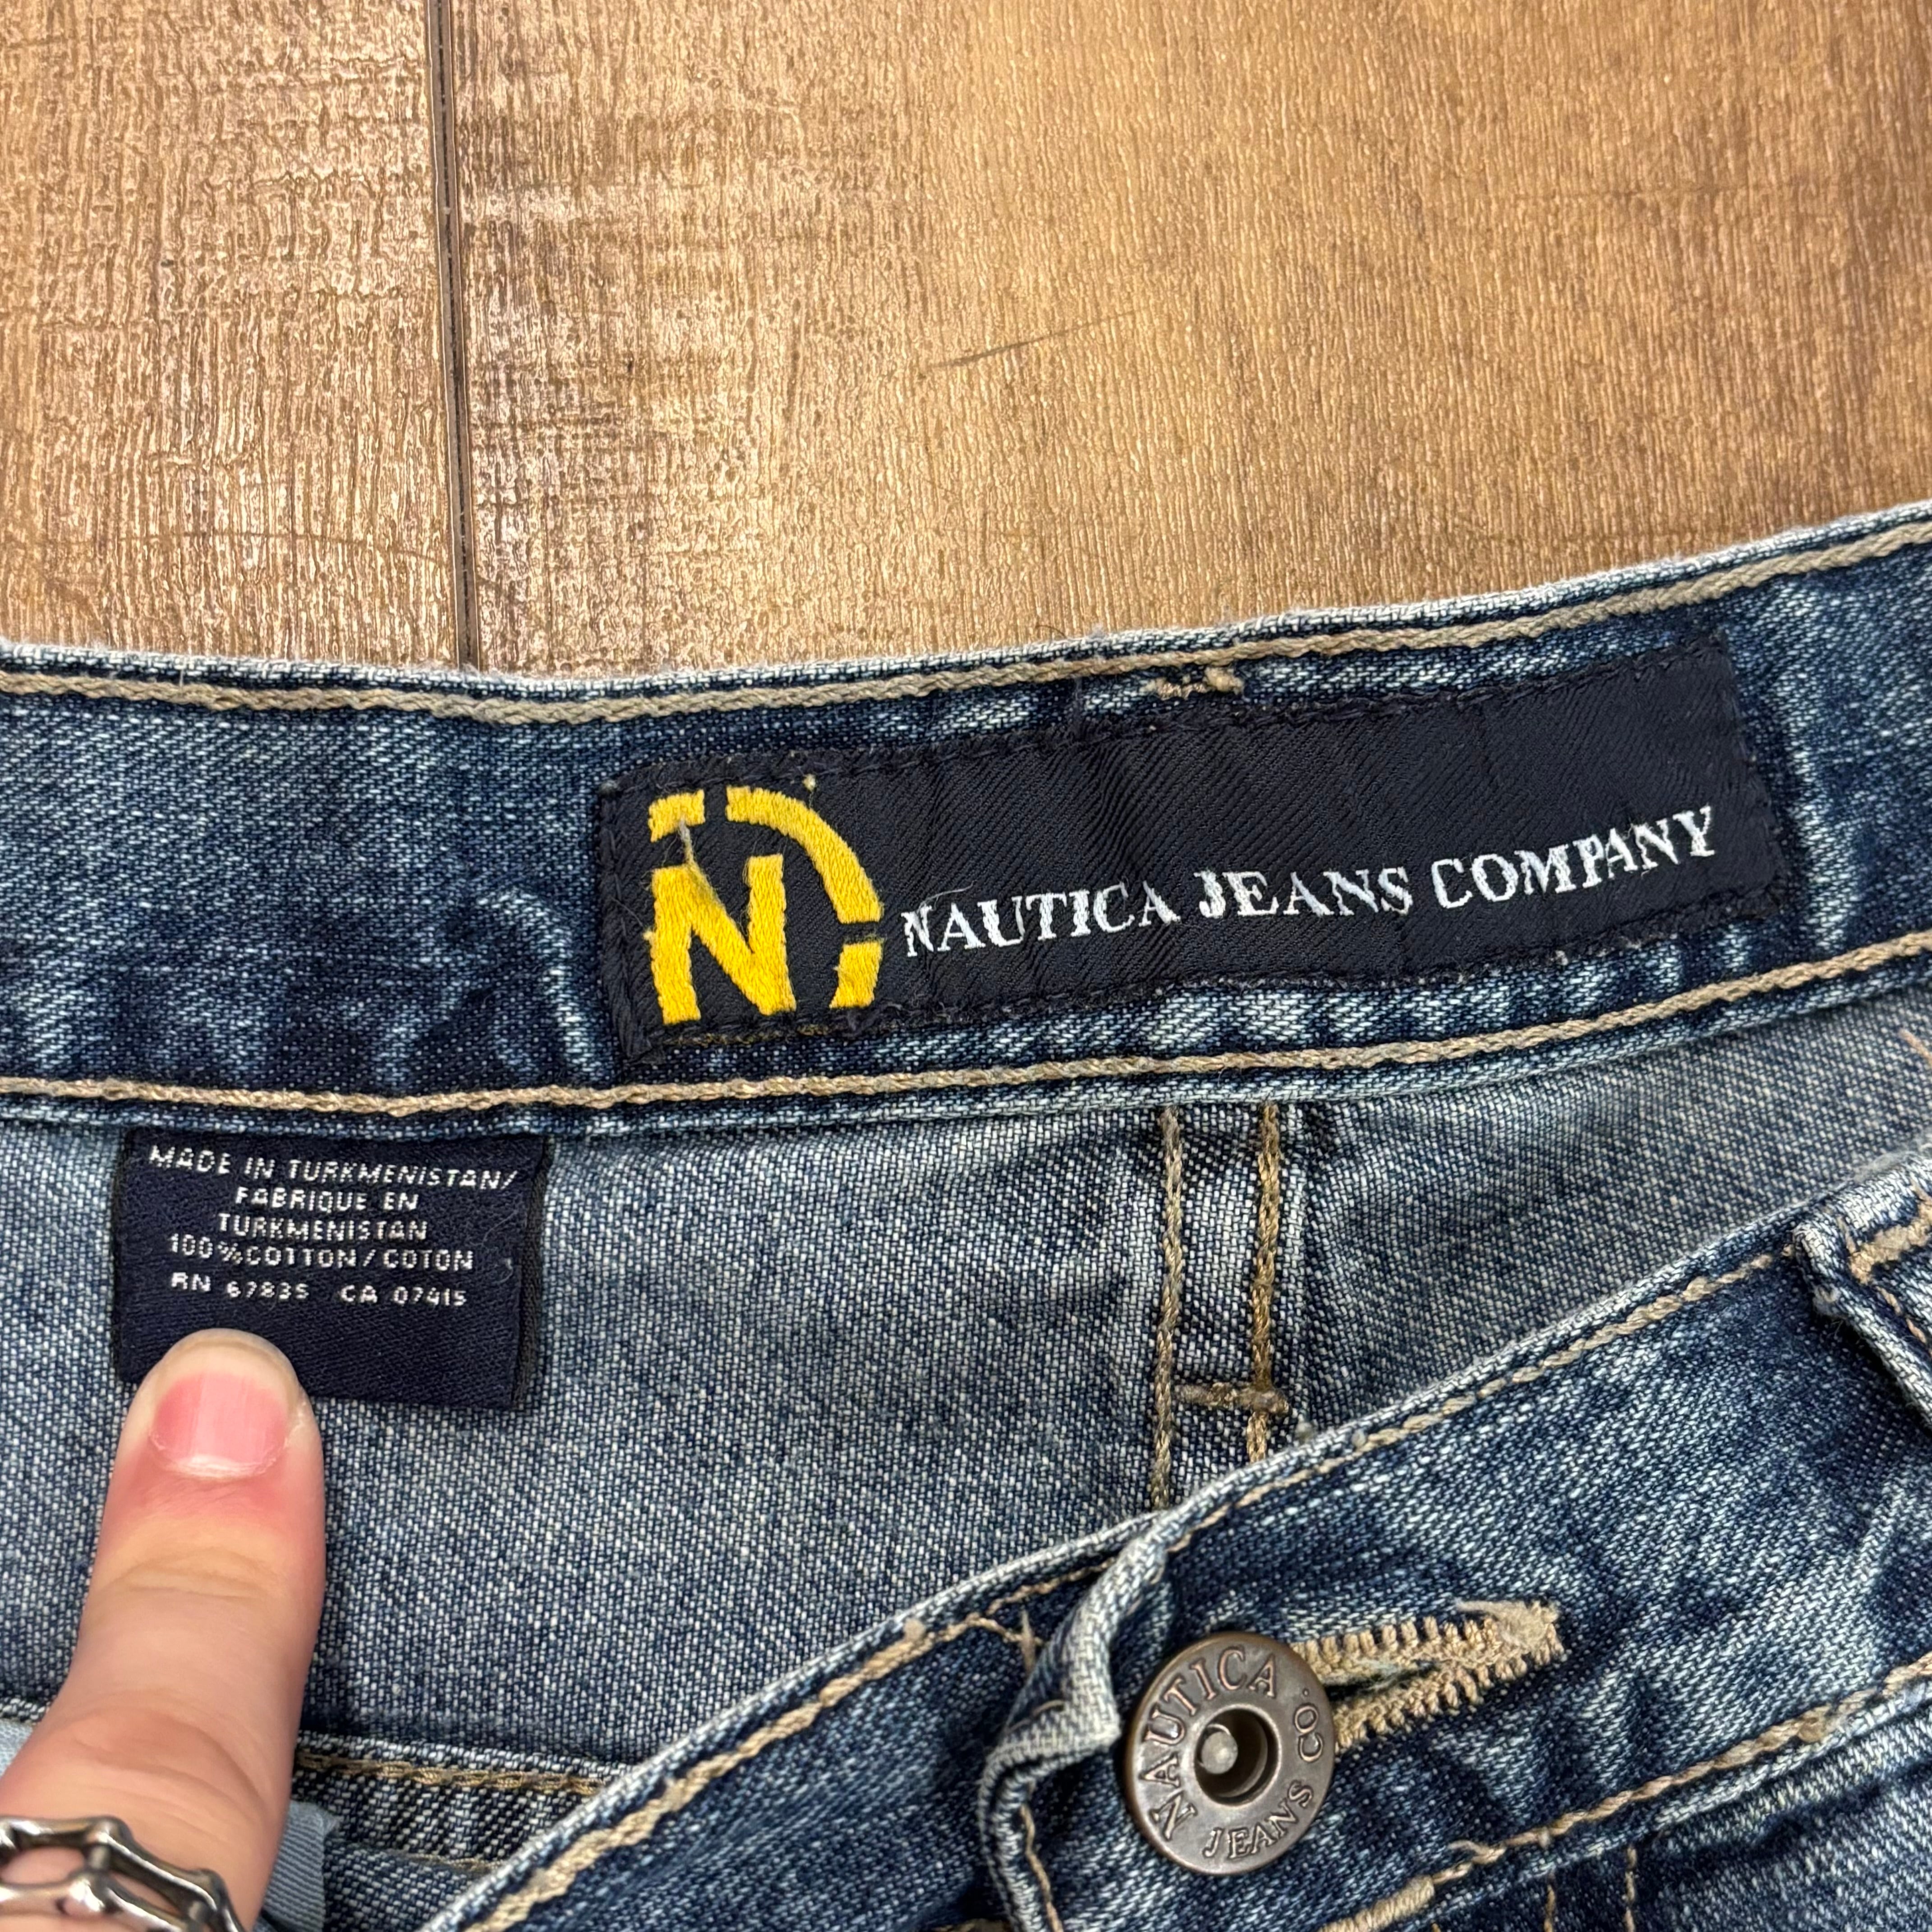 N NAUTICA JEANS COMPANY
MADE IN TURKMENISTAN/
FABRIQUE EN
TURKMENISTAN
100%COTTON/COTON
RN 67835 CA 07415
NAUTICA
JEANS CO.